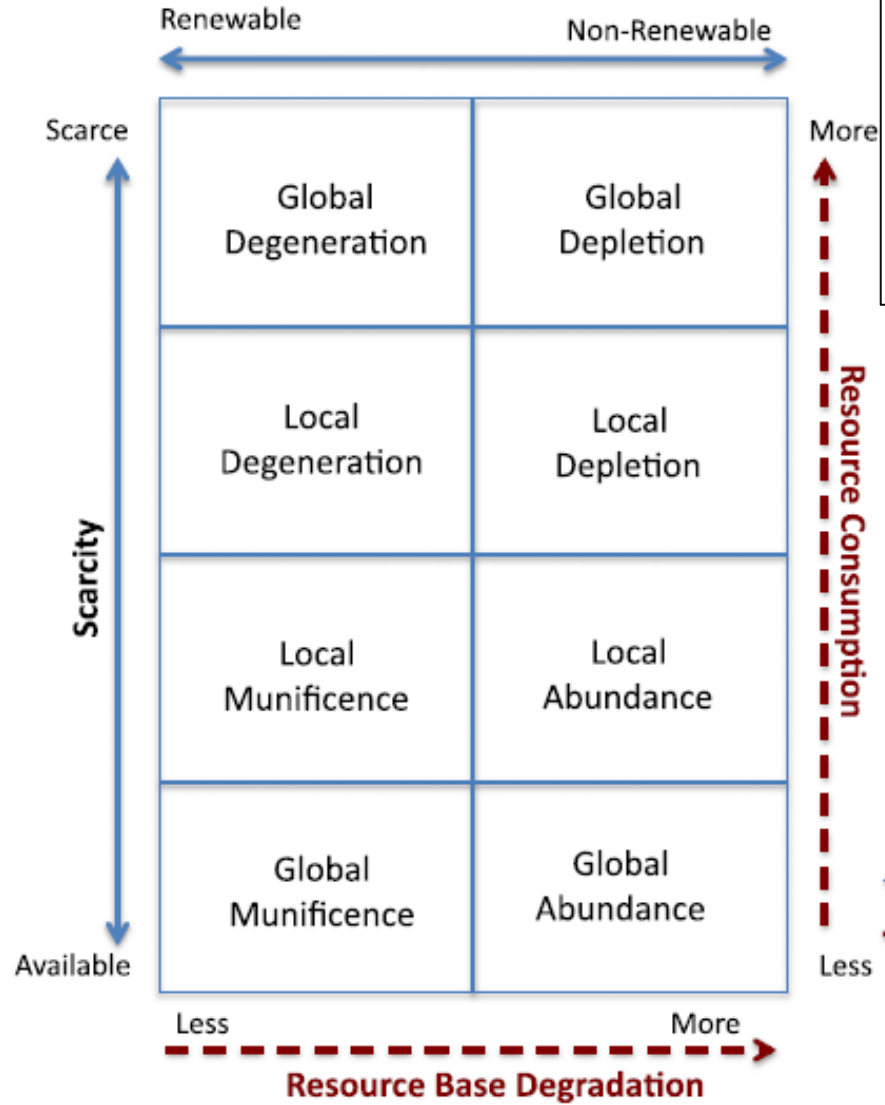 Renewable
Non-Renewable
Scarce
More
Global
Degeneration
Global
Depletion
Local
Degeneration
Local
Depletion
Scarcity
Resource Consumption
Local
Munificence
Local
Abundance
Global
Munificence
Global
Abundance
Available
Less
Less
More
Resource Base Degradation